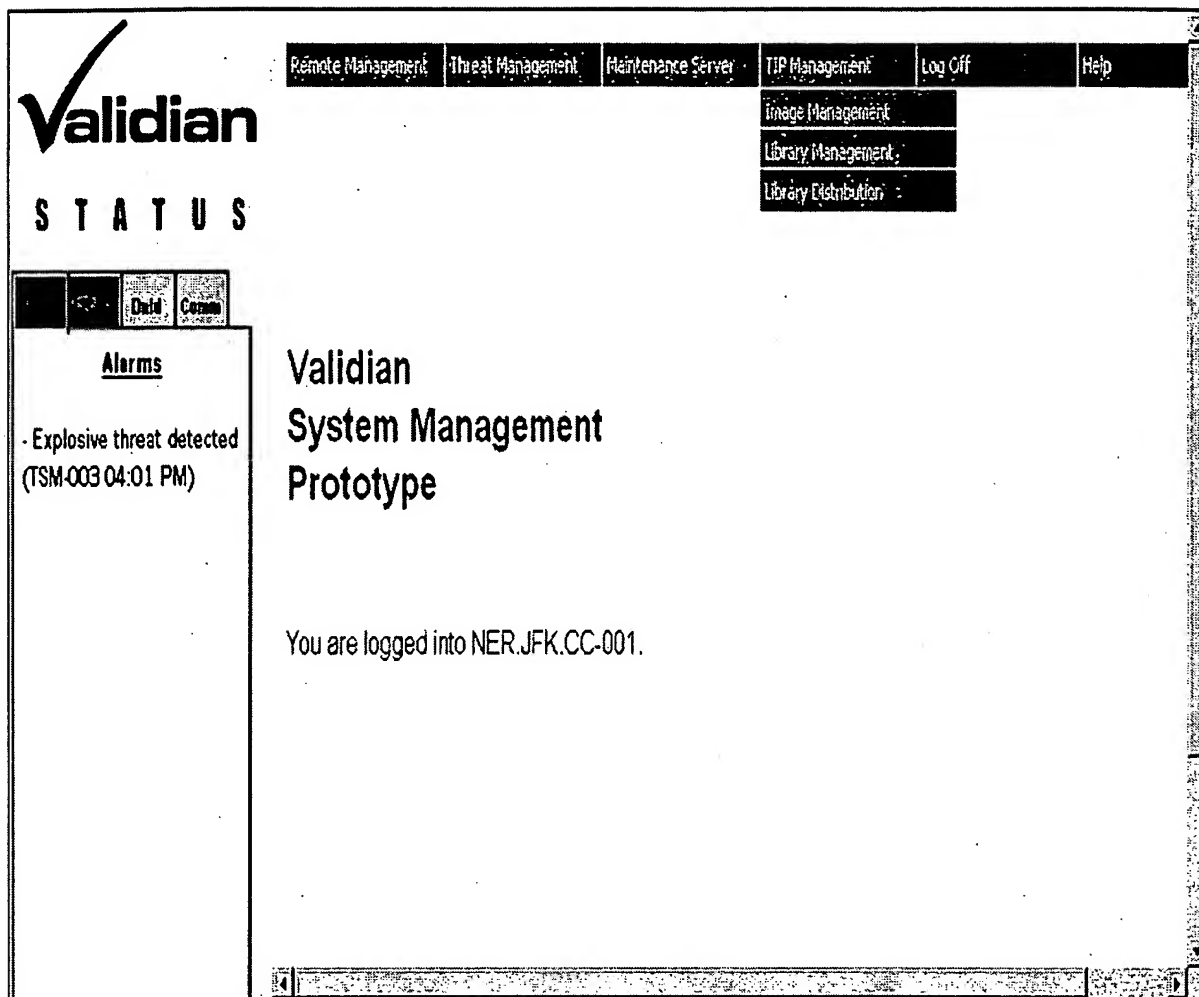 Validian
STATUS
Remote Management Threat Management Maintenance Server TIP Management Log Off Help
Image Management
Library Management
Library Distribution
Comm
Alarms
- Explosive threat detected
(TSM-003 04:01 PM)
Validian
System Management
Prototype
You are logged into NER.JFK.CC-001.